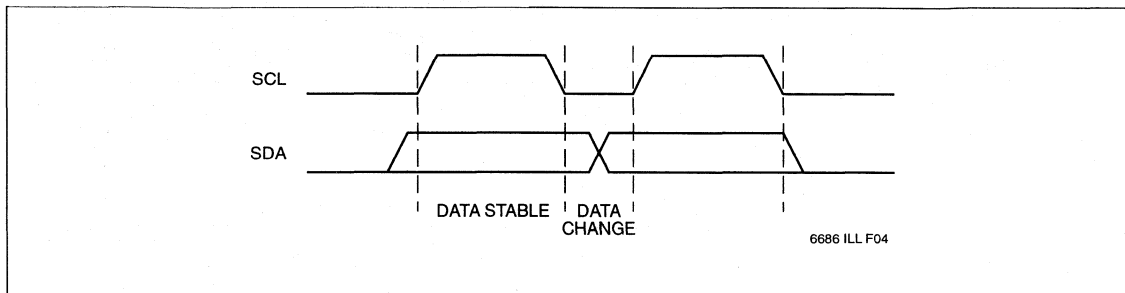 SCL
SDA
DATA STABLE
DATA
CHANGE
6686 ILL F04